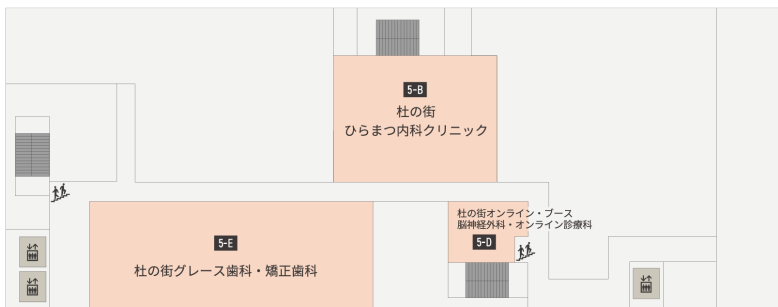 5-B
杜の街
ひらまつ内科クリニック
杜の街オンライン・ブース
脳神経外科・オンライン診療科
5-D
5-E
杜の街グレース歯科・矯正歯科